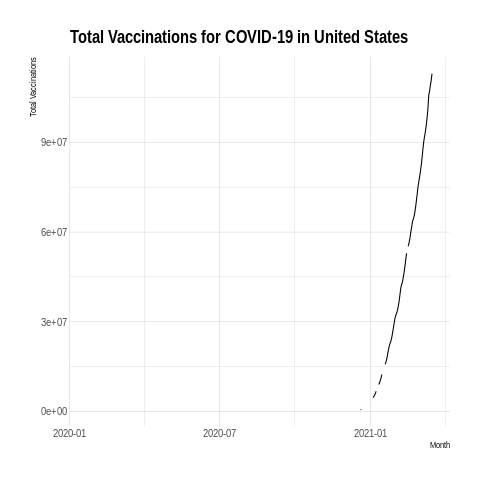 Total Vaccinations for COVID-19 in United States
Total Vaccinations
9e+07
6e+07
3e+07
0e+00
2020-01 2020-07 2021-01
Month